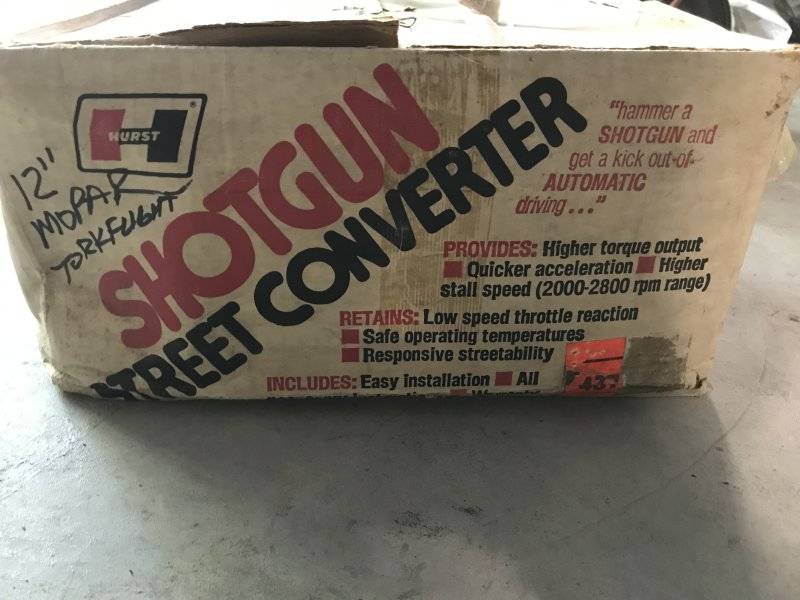 HURST
®
12"
MOPAR
TORKFLIGHT
SHOTGUN
STREET CONVERTER
"hammer a
SHOTGUN and
get a kick out-of-
AUTOMATIC
driving..."
PROVIDES: Higher torque output
Quicker acceleration Higher
stall speed (2000-2800 rpm range)
RETAINS: Low speed throttle reaction
Safe operating temperatures
Responsive streetability
INCLUDES: Easy installation All